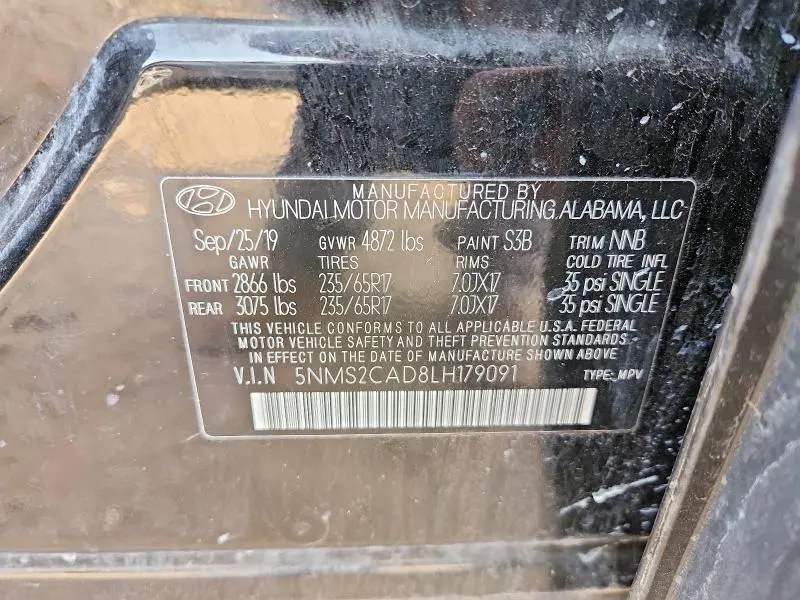 MANUFACTURED BY
HYUNDAI MOTOR MANUFACTURING ALABAMA, LLC
Sep/25/19 GVWR 4872 lbs PAINT S3B TRIM NNB
GAWR TIRES RIMS COLD TIRE INFL
FRONT 2866 lbs 235/65R17 7.0JX17 35 psi SINGLE
REAR 3075 lbs 235/65R17 7.0JX17 35 psi SINGLE
THIS VEHICLE CONFORMS TO ALL APPLICABLE U.S.A. FEDERAL
MOTOR VEHICLE SAFETY AND THEFT PREVENTION STANDARDS
IN EFFECT ON THE DATE OF MANUFACTURE SHOWN ABOVE
V.I.N 5NMS2CAD8LH179091 TYPE: MPV